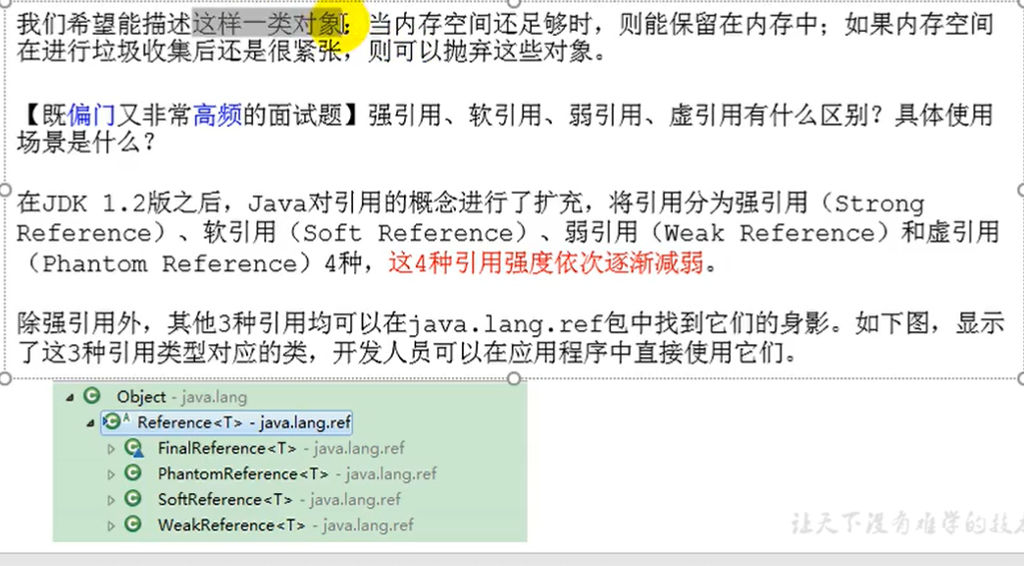 我们希望能描述这样一类对象：当内存空间还足够时，则能保留在内存中；如果内存空间
在进行垃圾收集后还是很紧张，则可以抛弃这些对象。
【既偏门又非常高频的面试题】强引用、软引用、弱引用、虚引用有什么区别？具体使用
场景是什么？
在JDK 1.2版之后，Java对引用的概念进行了扩充，将引用分为强引用（Strong
Reference）、软引用（Soft Reference）、弱引用（Weak Reference）和虚引用
（Phantom Reference）4种，这4种引用强度依次逐渐减弱。
除强引用外，其他3种引用均可以在java.lang.ref包中找到它们的身影。如下图，显示
了这3种引用类型对应的类，开发人员可以在应用程序中直接使用它们。
Object - java.lang
Reference<T> - java.lang.ref
FinalReference<T> - java.lang.ref
PhantomReference<T> - java.lang.ref
SoftReference<T> - java.lang.ref
WeakReference<T> - java.lang.ref
让天下没有难学的技